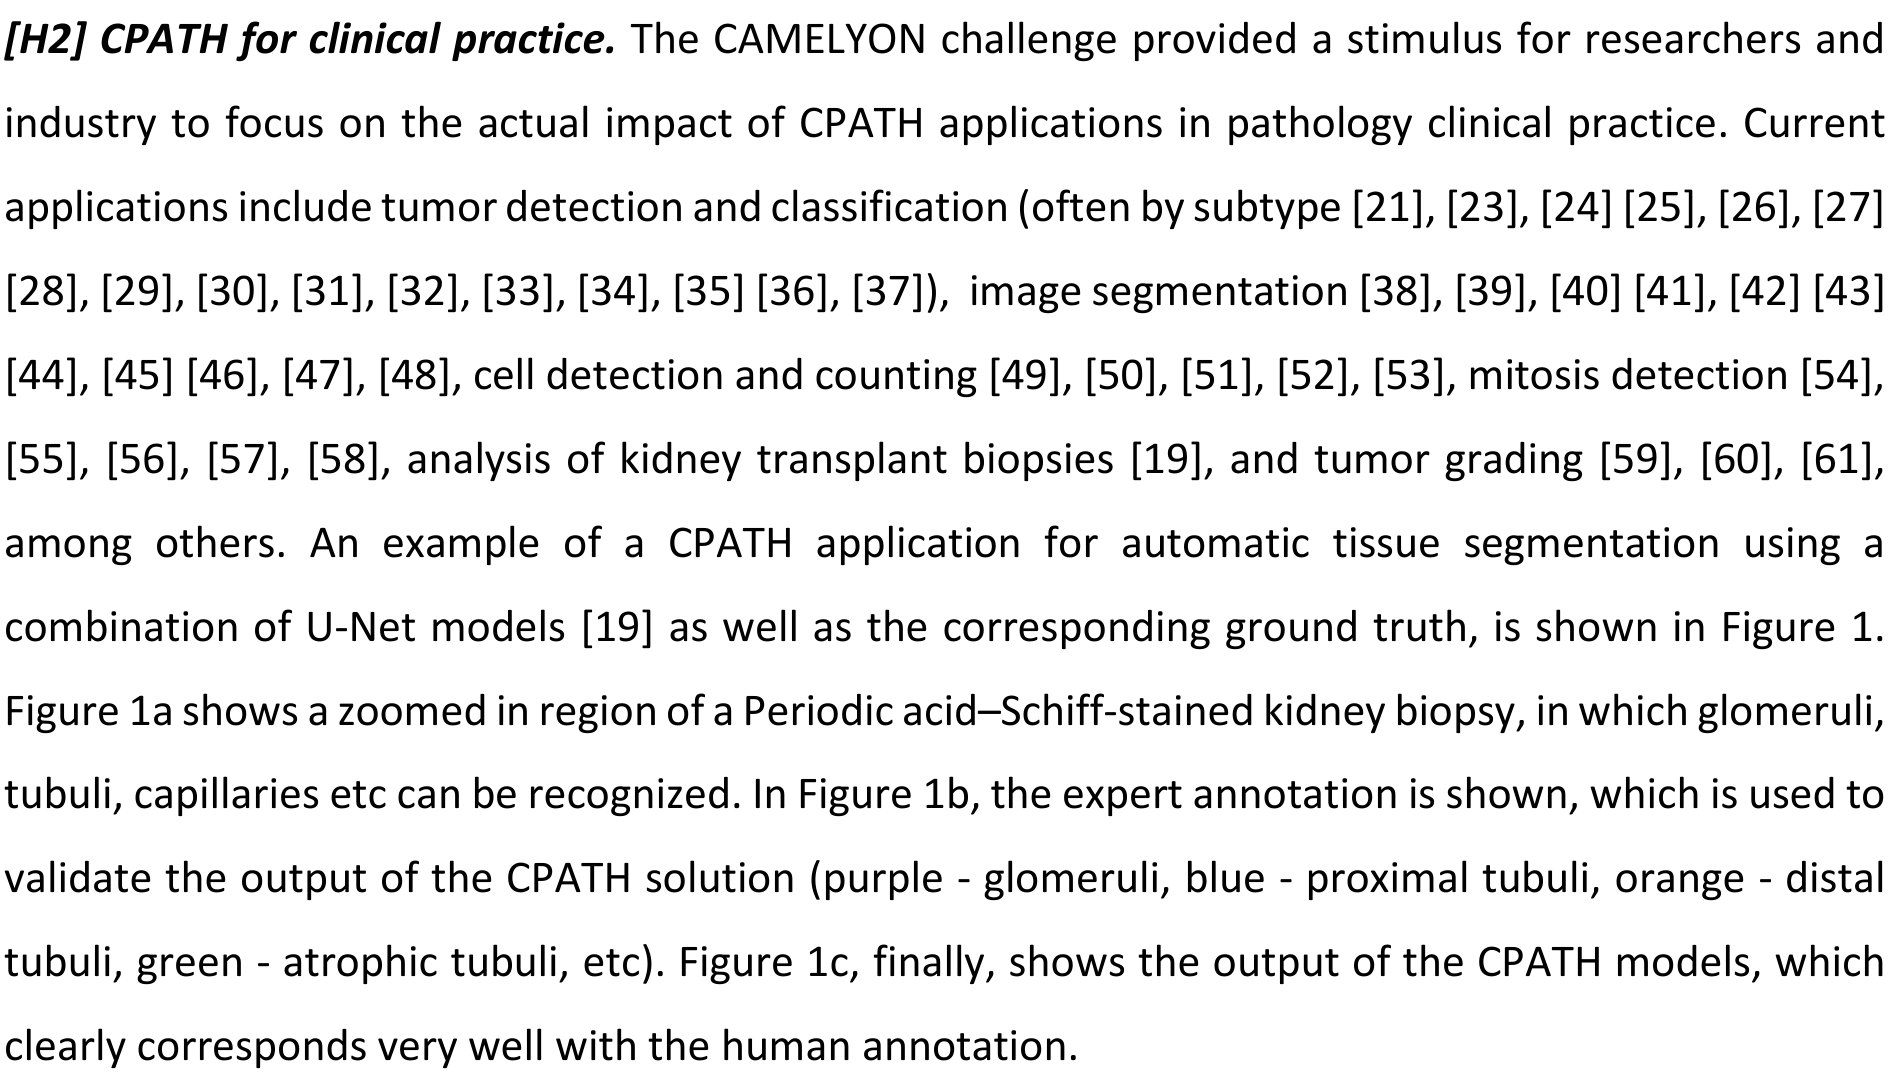 [H2] CPATH for clinical practice. The CAMELYON challenge provided a stimulus for researchers and
industry to focus on the actual impact of CPATH applications in pathology clinical practice. Current
applications include tumor detection and classification (often by subtype [21], [23], [24] [25], [26], [27]
[28], [29], [30], [31], [32], [33], [34], [35] [36], [37]),  image segmentation [38], [39], [40] [41], [42] [43]
[44], [45] [46], [47], [48], cell detection and counting [49], [50], [51], [52], [53], mitosis detection [54],
[55], [56], [57], [58], analysis of kidney transplant biopsies [19], and tumor grading [59], [60], [61],
among others. An example of a CPATH application for automatic tissue segmentation using a
combination of U-Net models [19] as well as the corresponding ground truth, is shown in Figure 1.
Figure 1a shows a zoomed in region of a Periodic acid–Schiff-stained kidney biopsy, in which glomeruli,
tubuli, capillaries etc can be recognized. In Figure 1b, the expert annotation is shown, which is used to
validate the output of the CPATH solution (purple - glomeruli, blue - proximal tubuli, orange - distal
tubuli, green - atrophic tubuli, etc). Figure 1c, finally, shows the output of the CPATH models, which
clearly corresponds very well with the human annotation.